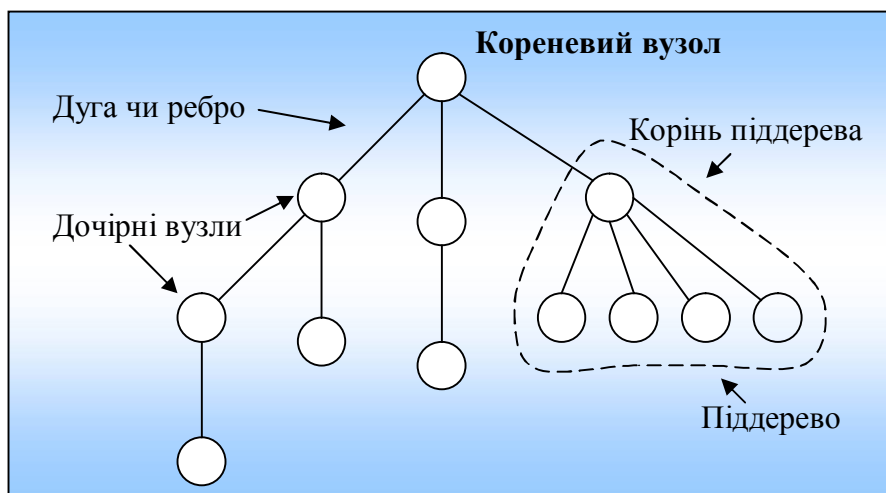 Кореневий вузол
Дуга чи ребро
Корінь піддерева
Дочірні вузли
Піддерево